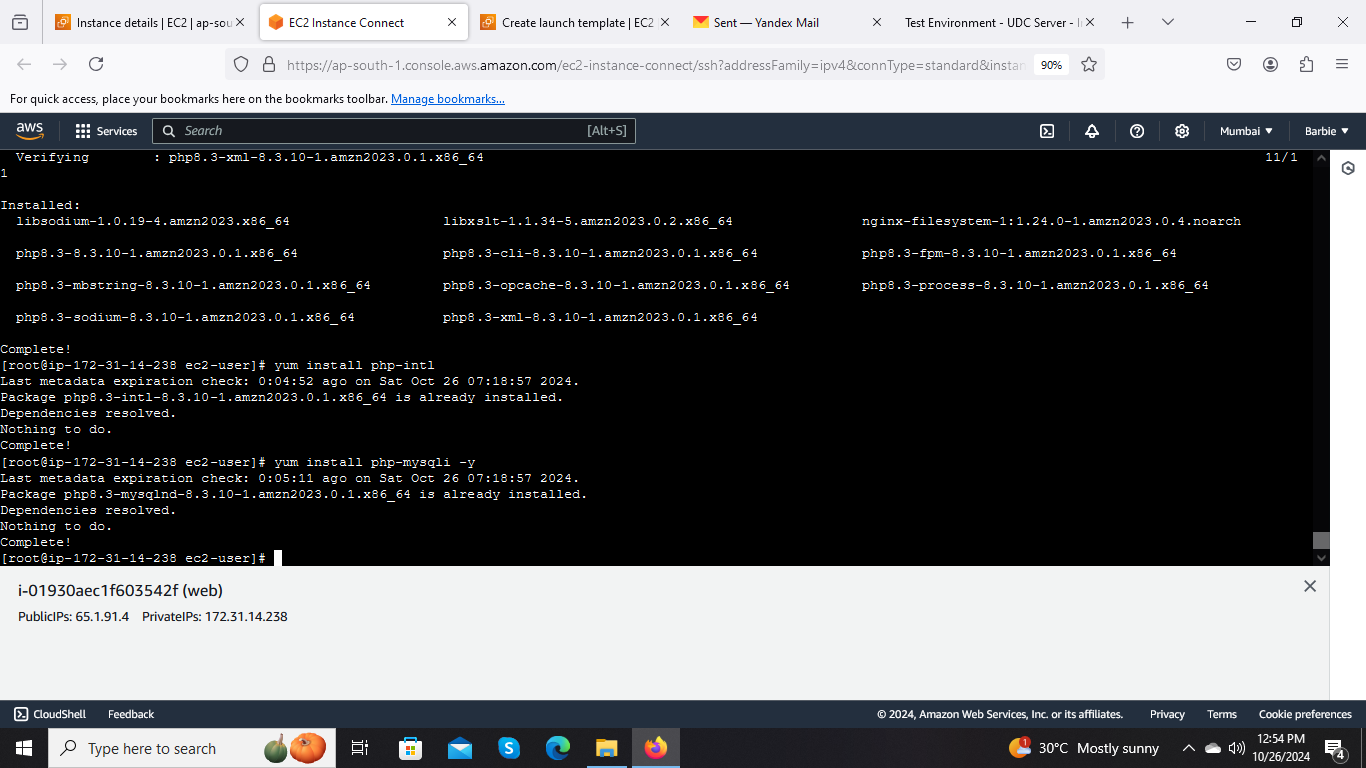 Instance details | EC2 | ap-sou
EC2 Instance Connect
Create launch template | EC2
Sent — Yandex Mail
Test Environment - UDC Server - I
https://ap-south-1.console.aws.amazon.com/ec2-instance-connect/ssh?addressFamily=ipv4&connType=standard&instan
90%
For quick access, place your bookmarks here on the bookmarks toolbar. Manage bookmarks...
aws
Services
Search
[Alt+S]
Mumbai
Barbie
Verifying : php8.3-xml-8.3.10-1.amzn2023.0.1.x86_64 11/1
1
Installed:
libsodium-1.0.19-4.amzn2023.x86_64 libxslt-1.1.34-5.amzn2023.0.2.x86_64 nginx-filesystem-1:1.24.0-1.amzn2023.0.4.noarch
php8.3-8.3.10-1.amzn2023.0.1.x86_64 php8.3-cli-8.3.10-1.amzn2023.0.1.x86_64 php8.3-fpm-8.3.10-1.amzn2023.0.1.x86_64
php8.3-mbstring-8.3.10-1.amzn2023.0.1.x86_64 php8.3-opcache-8.3.10-1.amzn2023.0.1.x86_64 php8.3-process-8.3.10-1.amzn2023.0.1.x86_64
php8.3-sodium-8.3.10-1.amzn2023.0.1.x86_64 php8.3-xml-8.3.10-1.amzn2023.0.1.x86_64
Complete!
[root@ip-172-31-14-238 ec2-user]# yum install php-intl
Last metadata expiration check: 0:04:52 ago on Sat Oct 26 07:18:57 2024.
Package php8.3-intl-8.3.10-1.amzn2023.0.1.x86_64 is already installed.
Dependencies resolved.
Nothing to do.
Complete!
[root@ip-172-31-14-238 ec2-user]# yum install php-mysqli -y
Last metadata expiration check: 0:05:11 ago on Sat Oct 26 07:18:57 2024.
Package php8.3-mysqlnd-8.3.10-1.amzn2023.0.1.x86_64 is already installed.
Dependencies resolved.
Nothing to do.
Complete!
[root@ip-172-31-14-238 ec2-user]#
i-01930aec1f603542f (web)
PublicIPs: 65.1.91.4 PrivateIPs: 172.31.14.238
CloudShell
Feedback
© 2024, Amazon Web Services, Inc. or its affiliates.
Privacy
Terms
Cookie preferences
Type here to search
1
30°C Mostly sunny
12:54 PM
10/26/2024
4